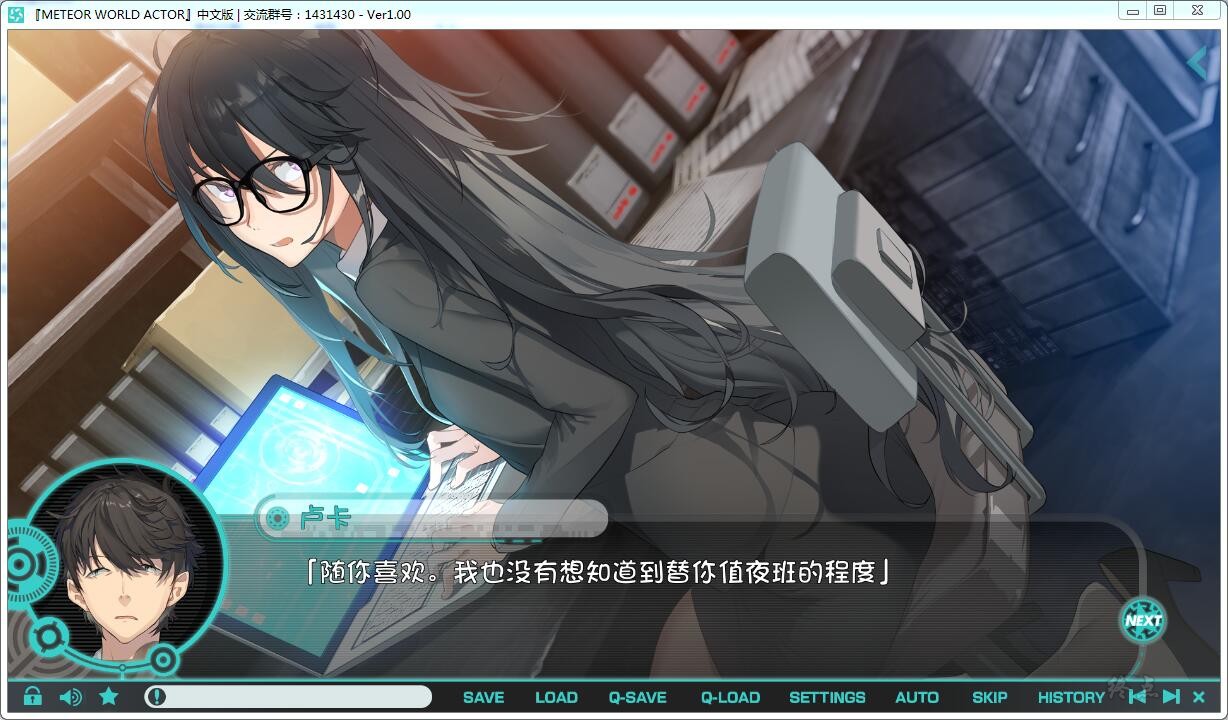 『METEOR WORLD ACTOR』中文版 | 交流群号：1431430 - Ver1.00
卢卡
「随你喜欢。我也没有想知道到替你值夜班的程度」
NEXT
SAVE LOAD Q-SAVE Q-LOAD SETTINGS AUTO SKIP HISTORY